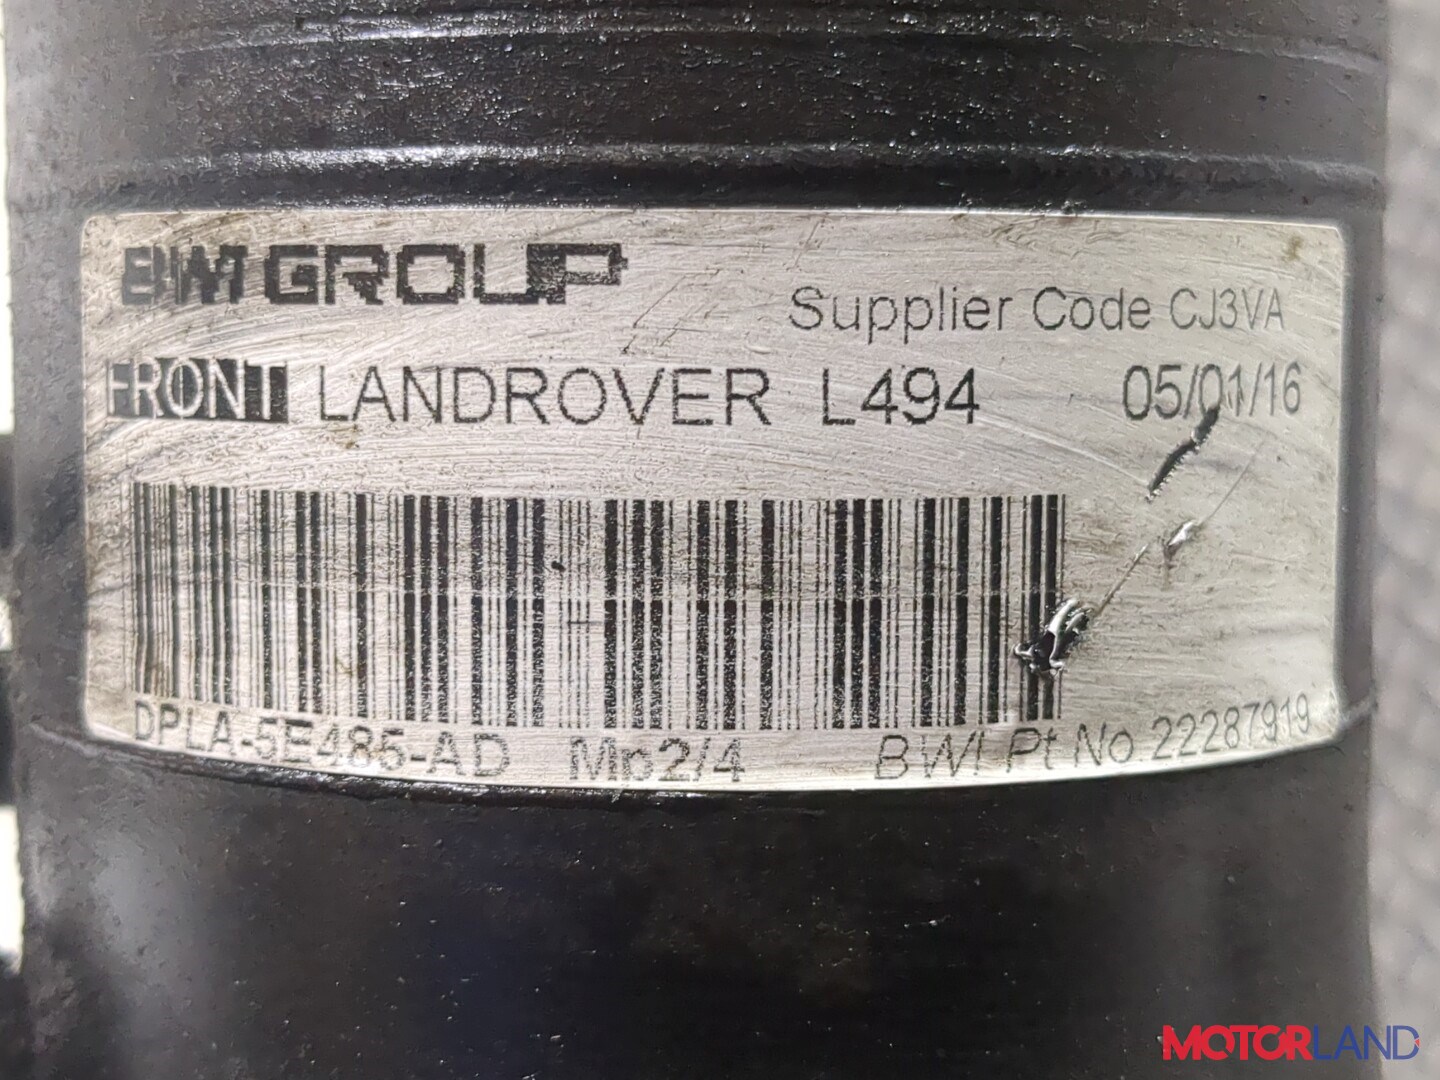 BWI GROUP
Supplier Code CJ3VA
FRONT LANDROVER L494 05/01/16
DPLA-5E485-AD Mp2/4 BWI Pt No 22287919
MOTORLAND